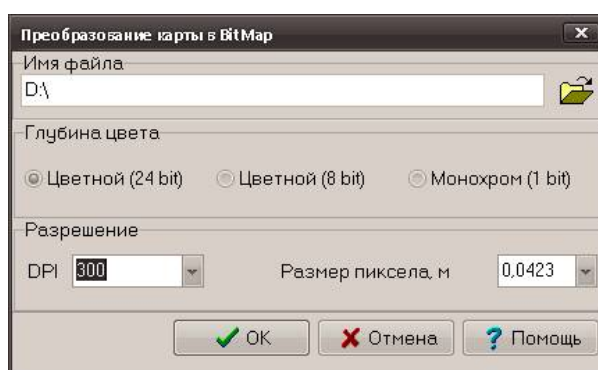 Преобразование карты в BitMap
Имя файла
D:\
Глубина цвета
Цветной (24 bit) Цветной (8 bit) Монохром (1 bit)
Разрешение
DPI 300 Размер пиксела, м 0,0423
OK Отмена Помощь